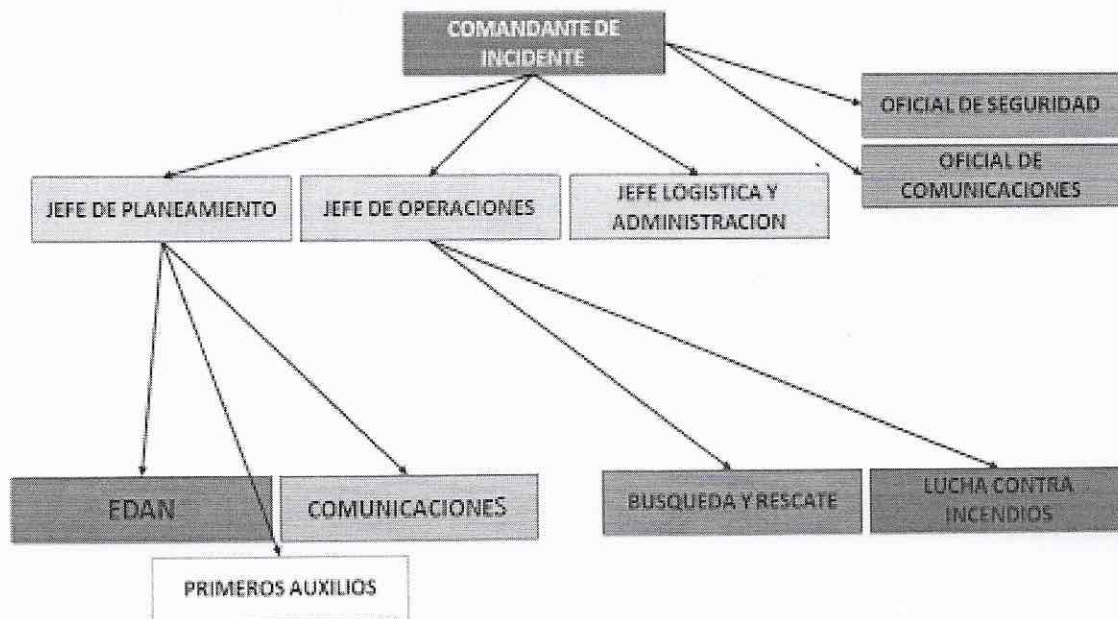 COMANDANTE DE
INCIDENTE
OFICIAL DE SEGURIDAD
OFICIAL DE
COMUNICACIONES
JEFE DE PLANEAMIENTO
JEFE DE OPERACIONES
JEFE LOGISTICA Y
ADMINISTRACION
EDAN
COMUNICACIONES
BUSQUEDA Y RESCATE
LUCHA CONTRA
INCENDIOS
PRIMEROS AUXILIOS